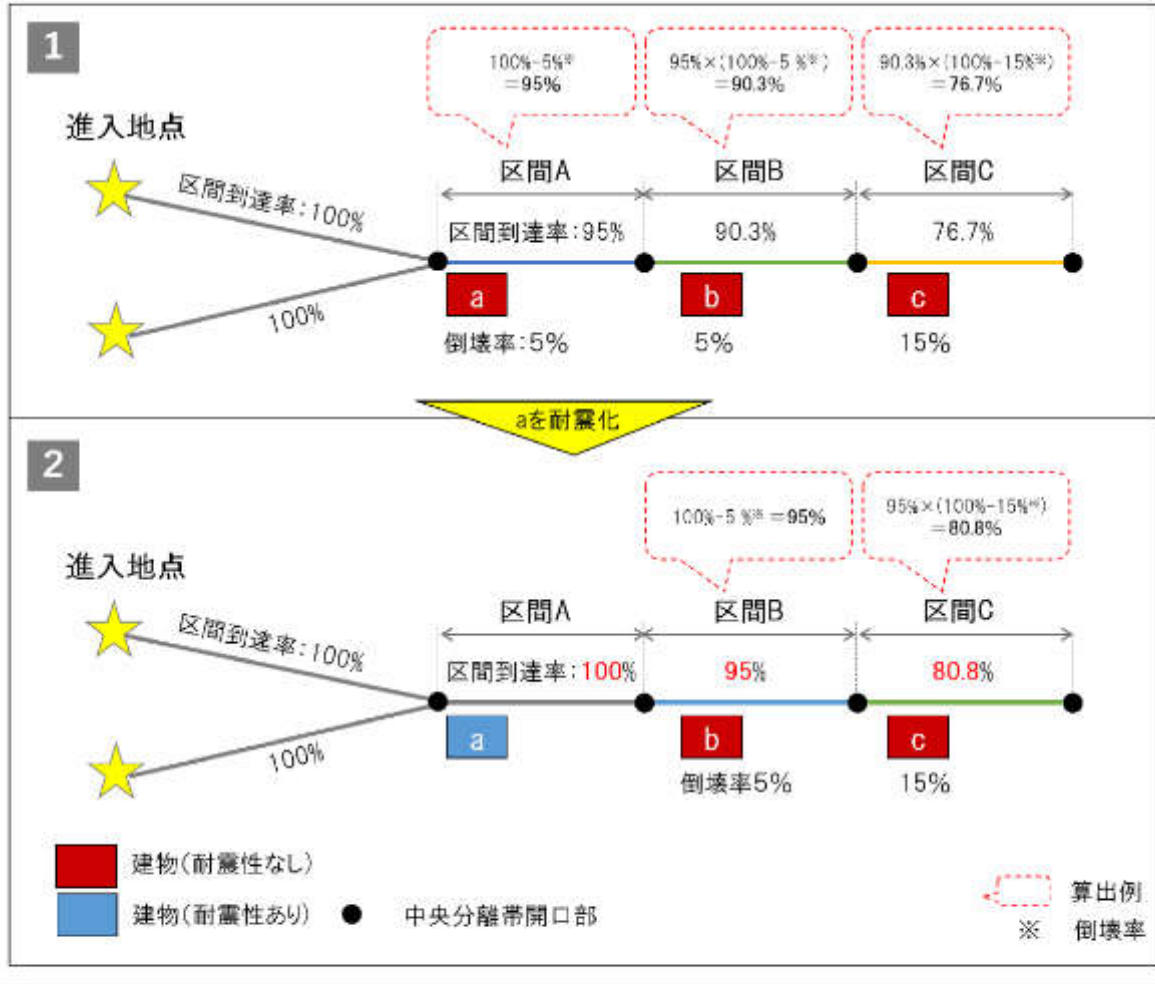 1
100%-5%※
=95%
95%×(100%-5%※)
=90.3%
90.3%×(100%-15%※)
=76.7%
進入地点
区間A
区間B
区間C
区間到達率:100%
区間到達率:95%
90.3%
76.7%
100%
a
b
c
倒壊率:5%
5%
15%
aを耐震化
2
100%-5%※=95%
95%×(100%-15%※)
=80.8%
進入地点
区間A
区間B
区間C
区間到達率:100%
区間到達率:100%
95%
80.8%
100%
a
b
c
倒壊率5%
15%
建物(耐震性なし)
建物(耐震性あり)
中央分離帯開口部
算出例
※ 倒壊率